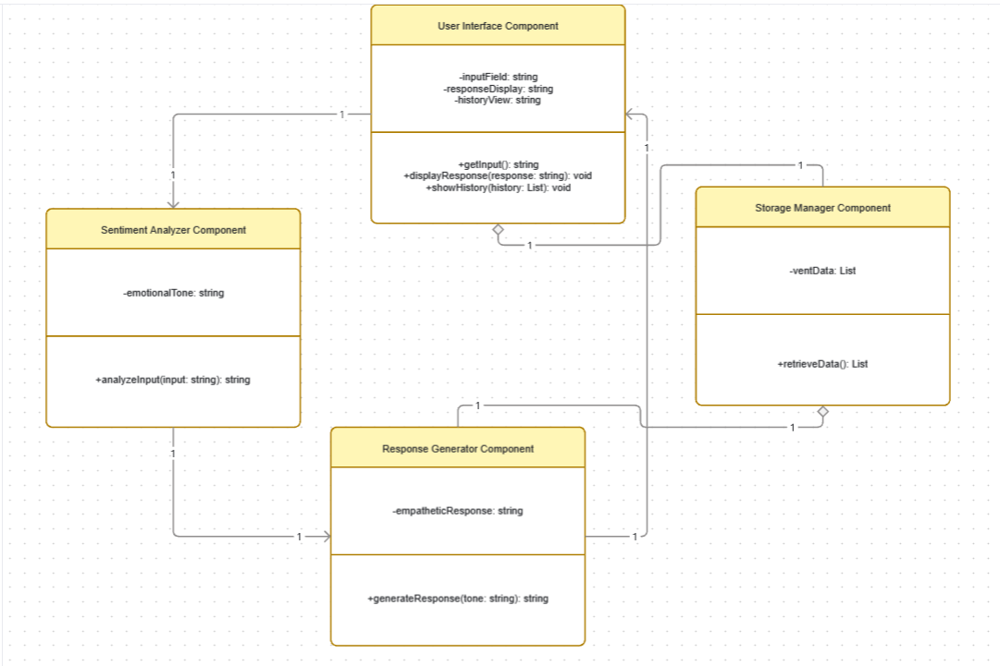 User Interface Component
-inputField: string
-responseDisplay: string
-historyView: string
+getInput(): string
+displayResponse(response: string): void
+showHistory(history: List): void
1
1
1
1
1
Sentiment Analyzer Component
-emotionalTone: string
+analyzeInput(input: string): string
Storage Manager Component
-ventData: List
+retrieveData(): List
1
1
1
1
1
Response Generator Component
-empatheticResponse: string
+generateResponse(tone: string): string